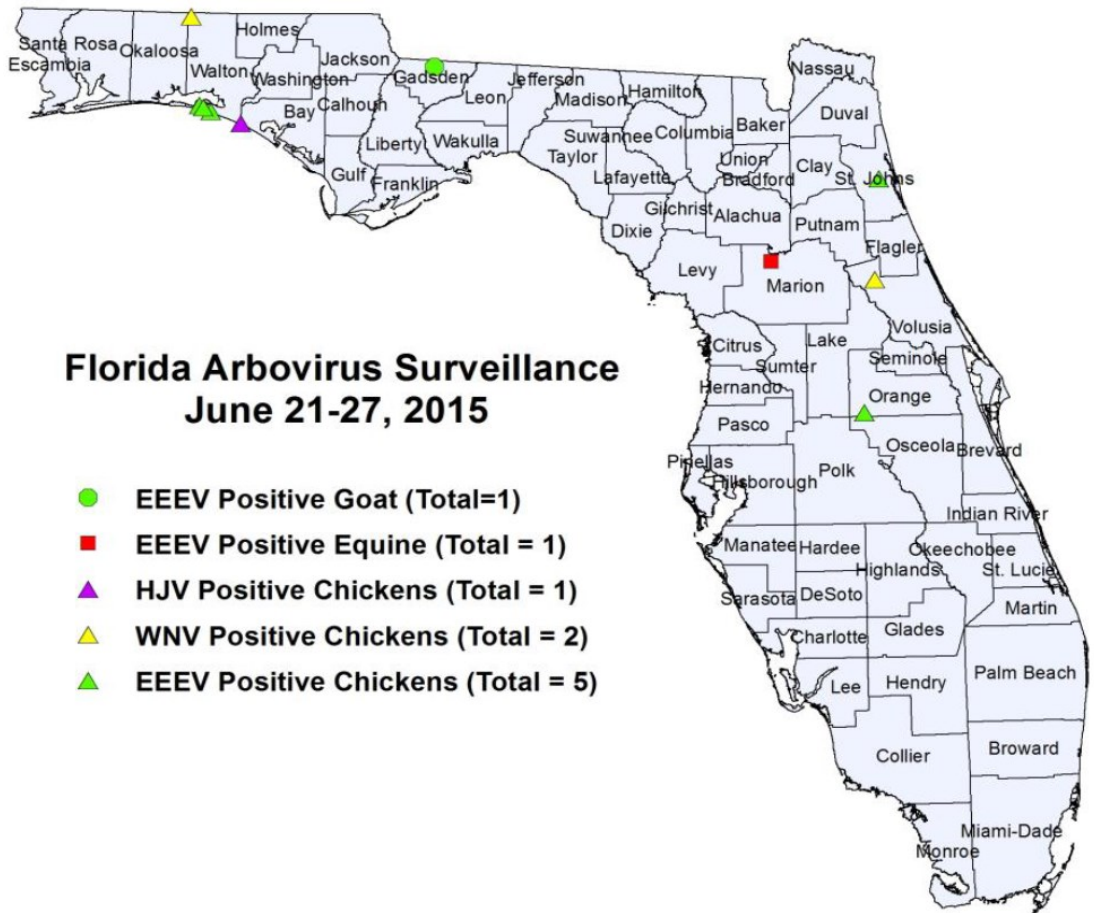 Holmes
Santa Rosa
Okaloosa
Escambia
Walton
Jackson
Washington
Gadsden
Jefferson
Nassau
Leon
Madison
Hamilton
Bay
Calhoun
Duval
Liberty
Wakulla
Suwannee
Columbia
Baker
Taylor
Union
Clay
Gulf
Franklin
Lafayette
Bradford
St. Johns
Gilchrist
Alachua
Dixie
Putnam
Flagler
Levy
Marion
Volusia
Citrus
Lake
Sumter
Seminole
Hernando
Orange
Pasco
Osceola
Brevard
Pinellas
Polk
Hillsborough
Indian River
Manatee
Hardee
Okeechobee
Highlands
St. Lucie
Sarasota
DeSoto
Martin
Charlotte
Glades
Palm Beach
Lee
Hendry
Collier
Broward
Miami-Dade
Monroe
Florida Arbovirus Surveillance
June 21-27, 2015
EEEV Positive Goat (Total=1)
EEEV Positive Equine (Total = 1)
HJV Positive Chickens (Total = 1)
WNV Positive Chickens (Total = 2)
EEEV Positive Chickens (Total = 5)